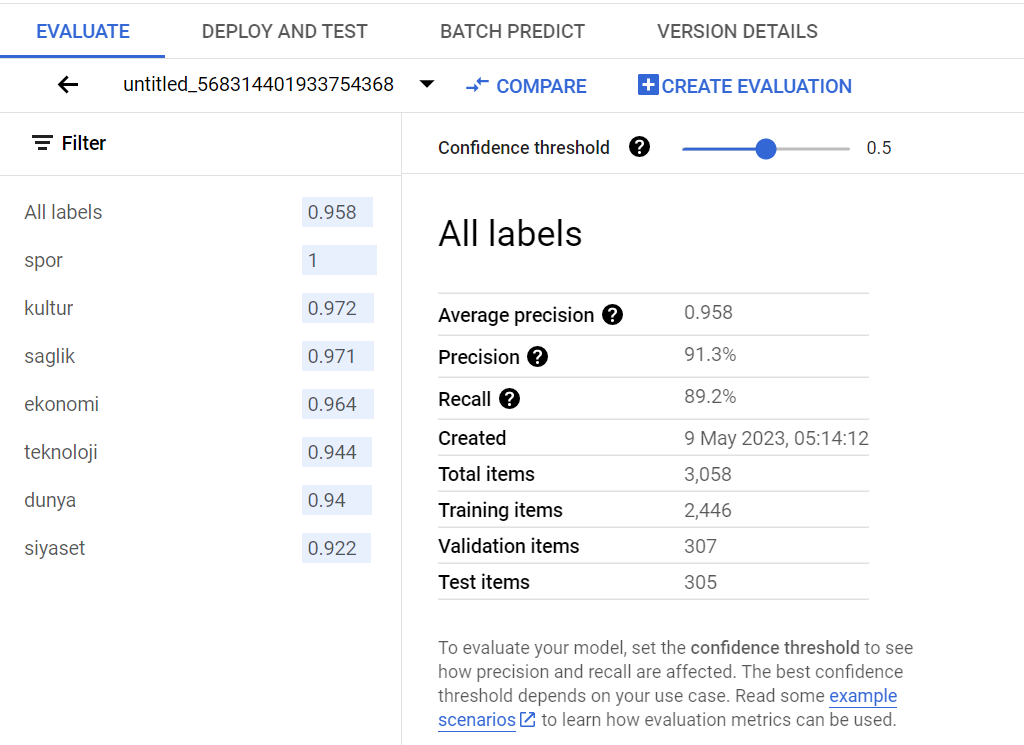 EVALUATE DEPLOY AND TEST BATCH PREDICT VERSION DETAILS
untitled_568314401933754368 COMPARE CREATE EVALUATION
Filter
All labels 0.958
spor 1
kultur 0.972
saglik 0.971
ekonomi 0.964
teknoloji 0.944
dunya 0.94
siyaset 0.922
Confidence threshold 0.5
All labels
Average precision 0.958
Precision 91.3%
Recall 89.2%
Created 9 May 2023, 05:14:12
Total items 3,058
Training items 2,446
Validation items 307
Test items 305
To evaluate your model, set the confidence threshold to see
how precision and recall are affected. The best confidence
threshold depends on your use case. Read some example
scenarios to learn how evaluation metrics can be used.